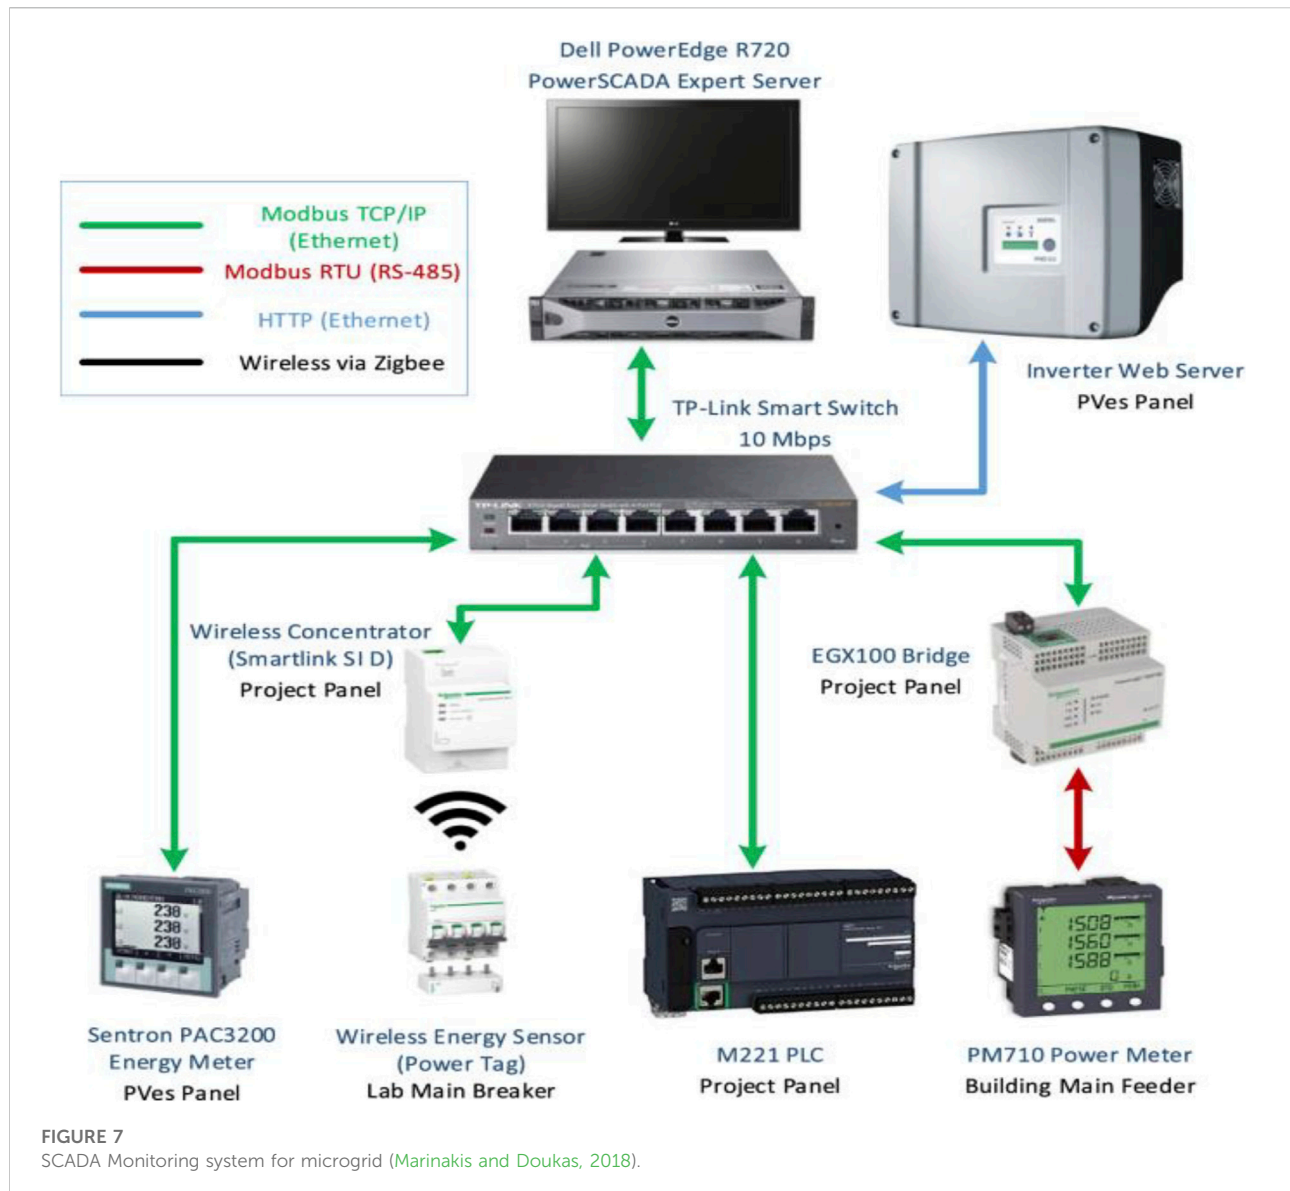 Dell PowerEdge R720
PowerSCADA Expert Server
Modbus TCP/IP
(Ethernet)
Modbus RTU (RS-485)
HTTP (Ethernet)
Wireless via Zigbee
Inverter Web Server
PVes Panel
TP-Link Smart Switch
10 Mbps
TP-LINK
Wireless Concentrator
(Smartlink SI D)
Project Panel
EGX100 Bridge
Project Panel
238
238
238
1508
1560
1588
Sentron PAC3200
Energy Meter
PVes Panel
Wireless Energy Sensor
(Power Tag)
Lab Main Breaker
M221 PLC
Project Panel
PM710 Power Meter
Building Main Feeder
FIGURE 7
SCADA Monitoring system for microgrid (Marinakis and Doukas, 2018).